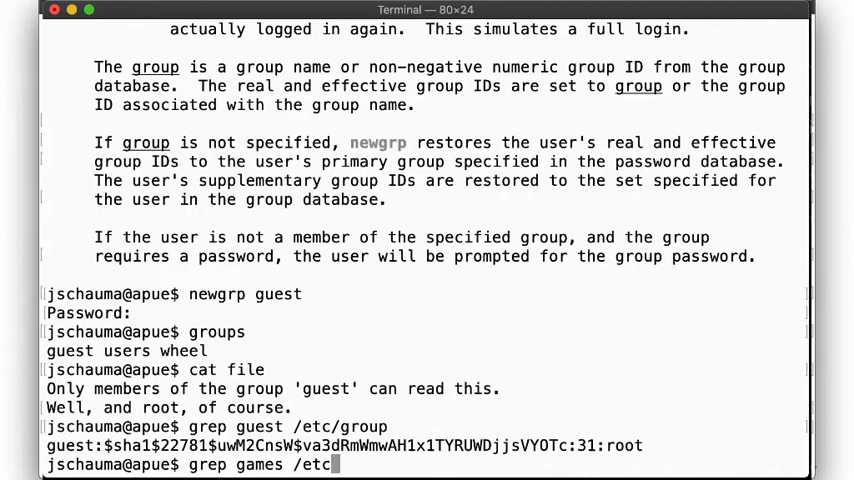 Terminal — 80×24
actually logged in again.  This simulates a full login.
The group is a group name or non-negative numeric group ID from the group
database.  The real and effective group IDs are set to group or the group
ID associated with the group name.
If group is not specified, newgrp restores the user's real and effective
group IDs to the user's primary group specified in the password database.
The user's supplementary group IDs are restored to the set specified for
the user in the group database.
If the user is not a member of the specified group, and the group
requires a password, the user will be prompted for the group password.
jschauma@apue$ newgrp guest
Password:
jschauma@apue$ groups
guest users wheel
jschauma@apue$ cat file
Only members of the group 'guest' can read this.
Well, and root, of course.
jschauma@apue$ grep guest /etc/group
guest:$sha1$22781$uwM2CnsW$va3dRmWmwAH1x1TYRUWDjjsVYOTc:31:root
jschauma@apue$ grep games /etc